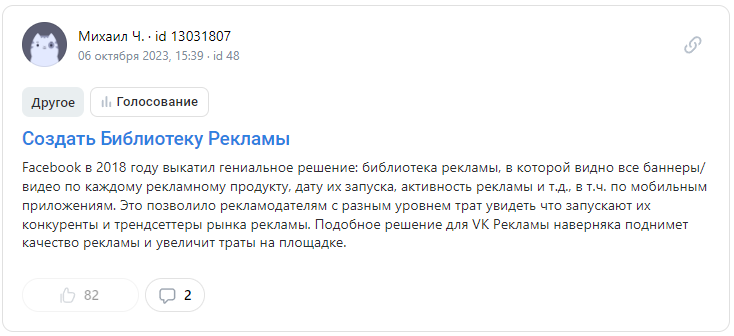 Михаил Ч. · id 13031807
06 октября 2023, 15:39 · id 48
Другое
Голосование
Создать Библиотеку Рекламы
Facebook в 2018 году выкатил гениальное решение: библиотека рекламы, в которой видно все баннеры/
видео по каждому рекламному продукту, дату их запуска, активность рекламы и т.д., в т.ч. по мобильным
приложениям. Это позволило рекламодателям с разным уровнем трат увидеть что запускают их
конкуренты и трендсеттеры рынка рекламы. Подобное решение для VK Рекламы наверняка поднимет
качество рекламы и увеличит траты на площадке.
82
2